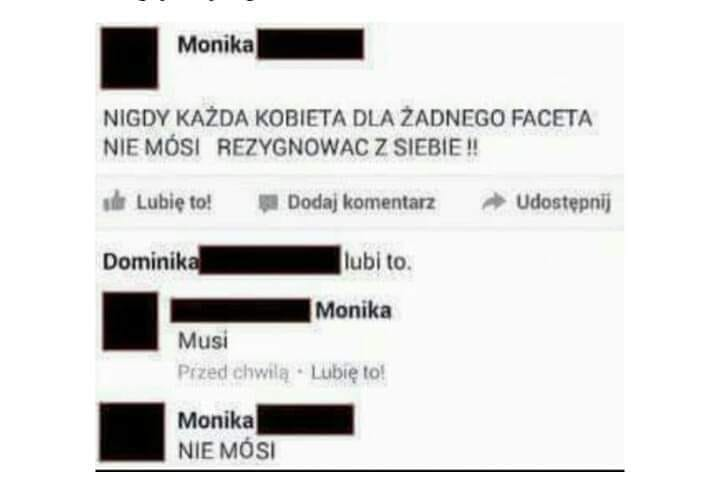 Monika
NIGDY KAŻDA KOBIETA DLA ŻADNEGO FACETA
NIE MÓSI REZYGNOWAC Z SIEBIE !!
Lubię to! Dodaj komentarz Udostępnij
Dominika lubi to.
Monika
Musi
Przed chwilą · Lubię to!
Monika
NIE MÓSI